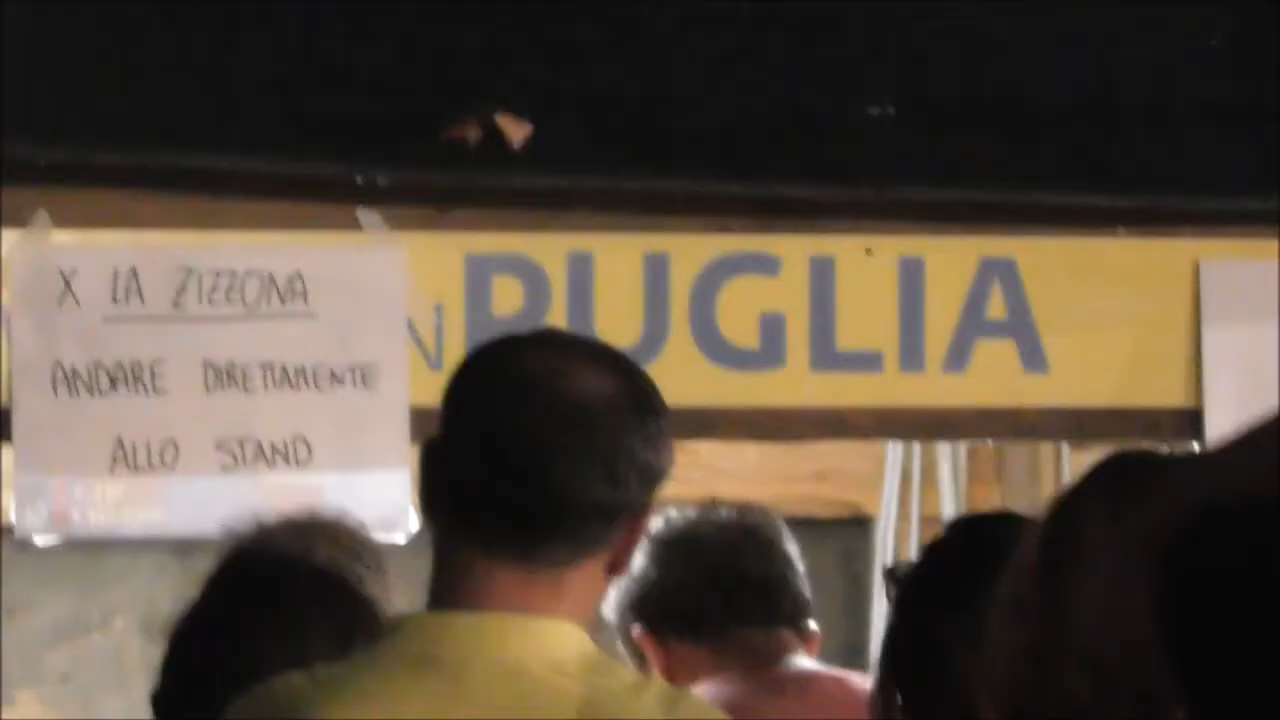 X LA ZIZZONA
ANDARE DIRETTAMENTE
ALLO STAND
N PUGLIA